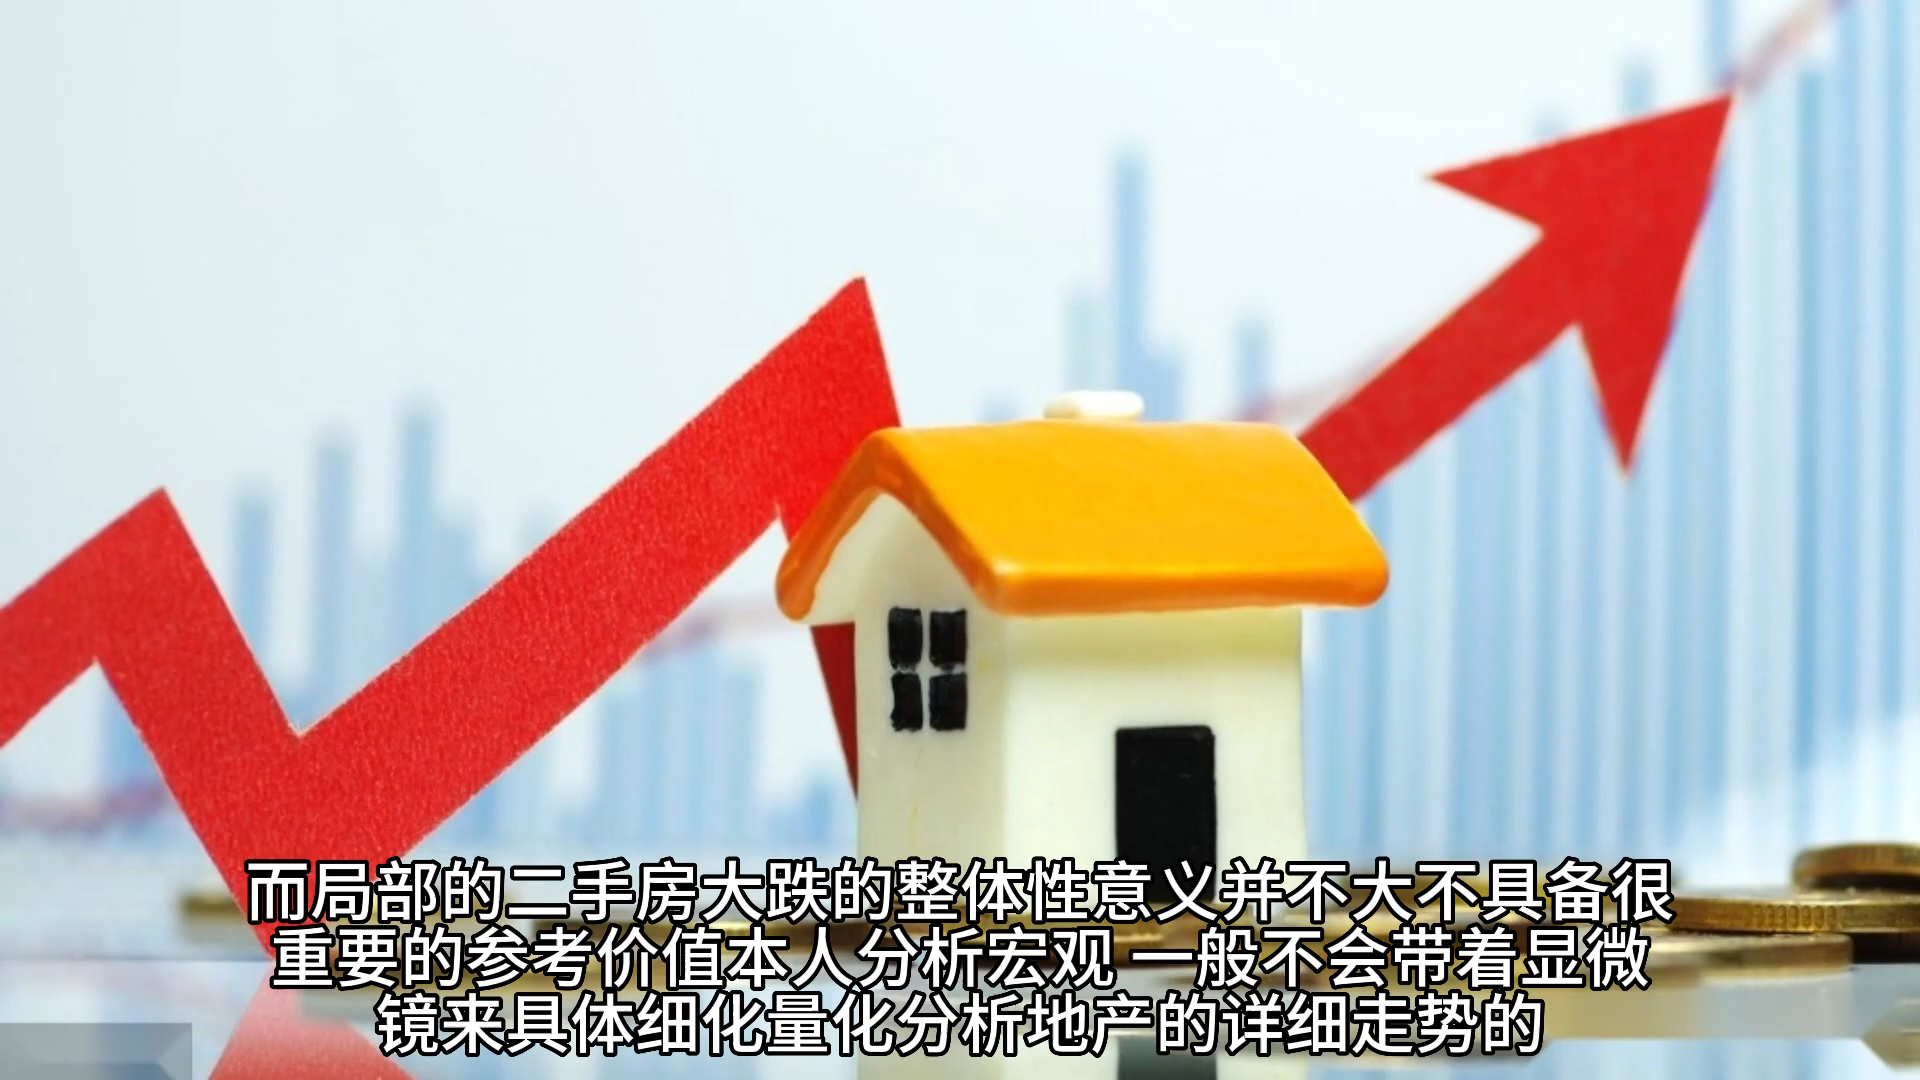 而局部的二手房大跌的整体性意义并不大不具备很
重要的参考价值本人分析宏观 一般不会带着显微
镜来具体细化量化分析地产的详细走势的